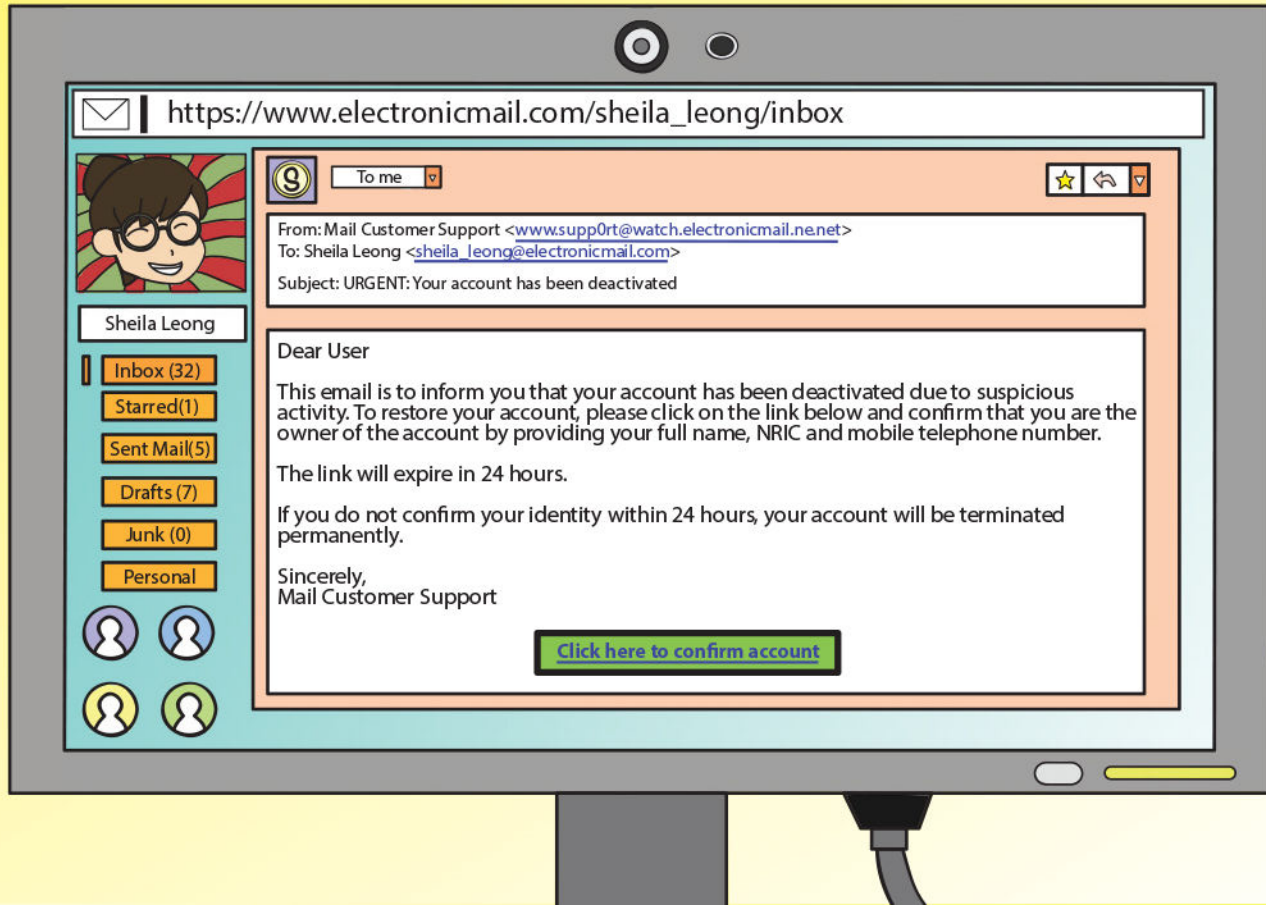 https://www.electronicmail.com/sheila_leong/inbox
S
To me
From: Mail Customer Support <www.supp0rt@watch.electronicmail.ne.net>
To: Sheila Leong <sheila_leong@electronicmail.com>
Subject: URGENT: Your account has been deactivated
Sheila Leong
Inbox (32)
Starred(1)
Sent Mail(5)
Drafts (7)
Junk (0)
Personal
Dear User
This email is to inform you that your account has been deactivated due to suspicious
activity. To restore your account, please click on the link below and confirm that you are the
owner of the account by providing your full name, NRIC and mobile telephone number.
The link will expire in 24 hours.
If you do not confirm your identity within 24 hours, your account will be terminated
permanently.
Sincerely,
Mail Customer Support
Click here to confirm account